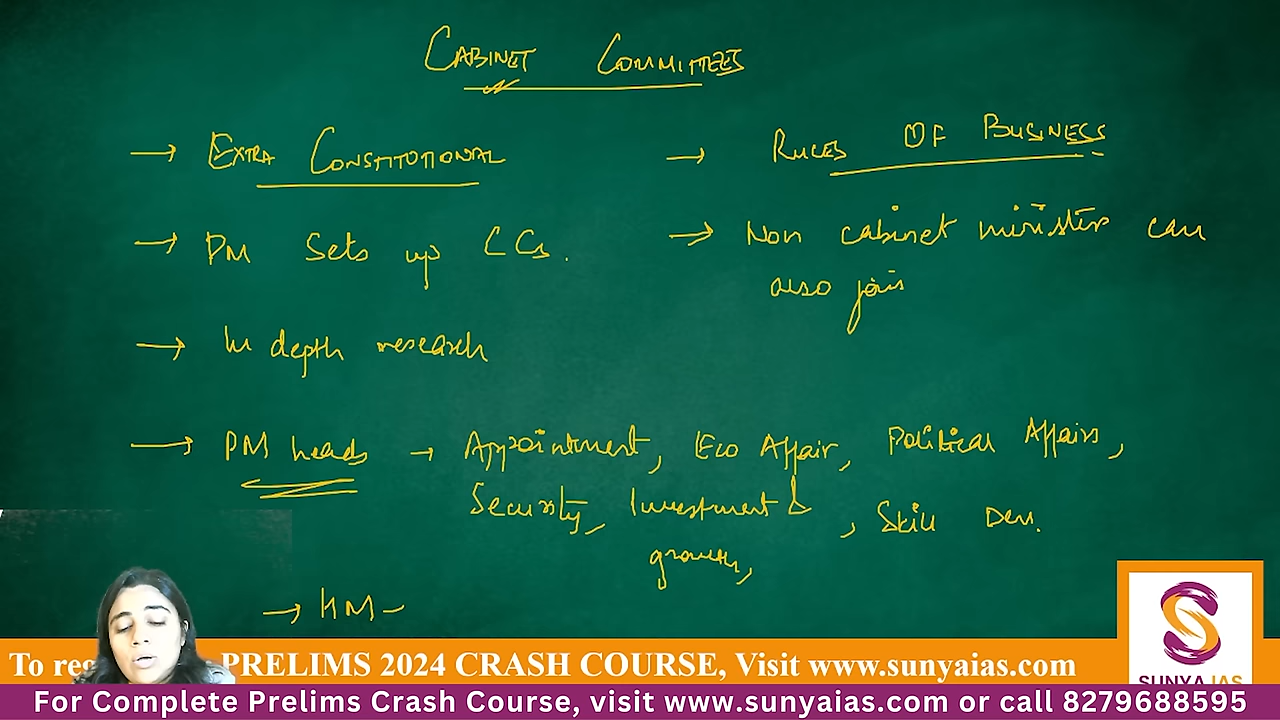 CABINET COMMITTEES
→ EXTRA CONSTITUTIONAL
→ RULES OF BUSINESS
→ PM Sets up CCs.
→ Non cabinet minister can
also join
→ In depth research
→ PM heads → Appointment, Eco Affair, Political Affairs,
Security, Investment & , Skill Dev.
growth,
→ HM -
To re PRELIMS 2024 CRASH COURSE, Visit www.sunyaias.com
SUNYA IAS
For Complete Prelims Crash Course, visit www.sunyaias.com or call 8279688595